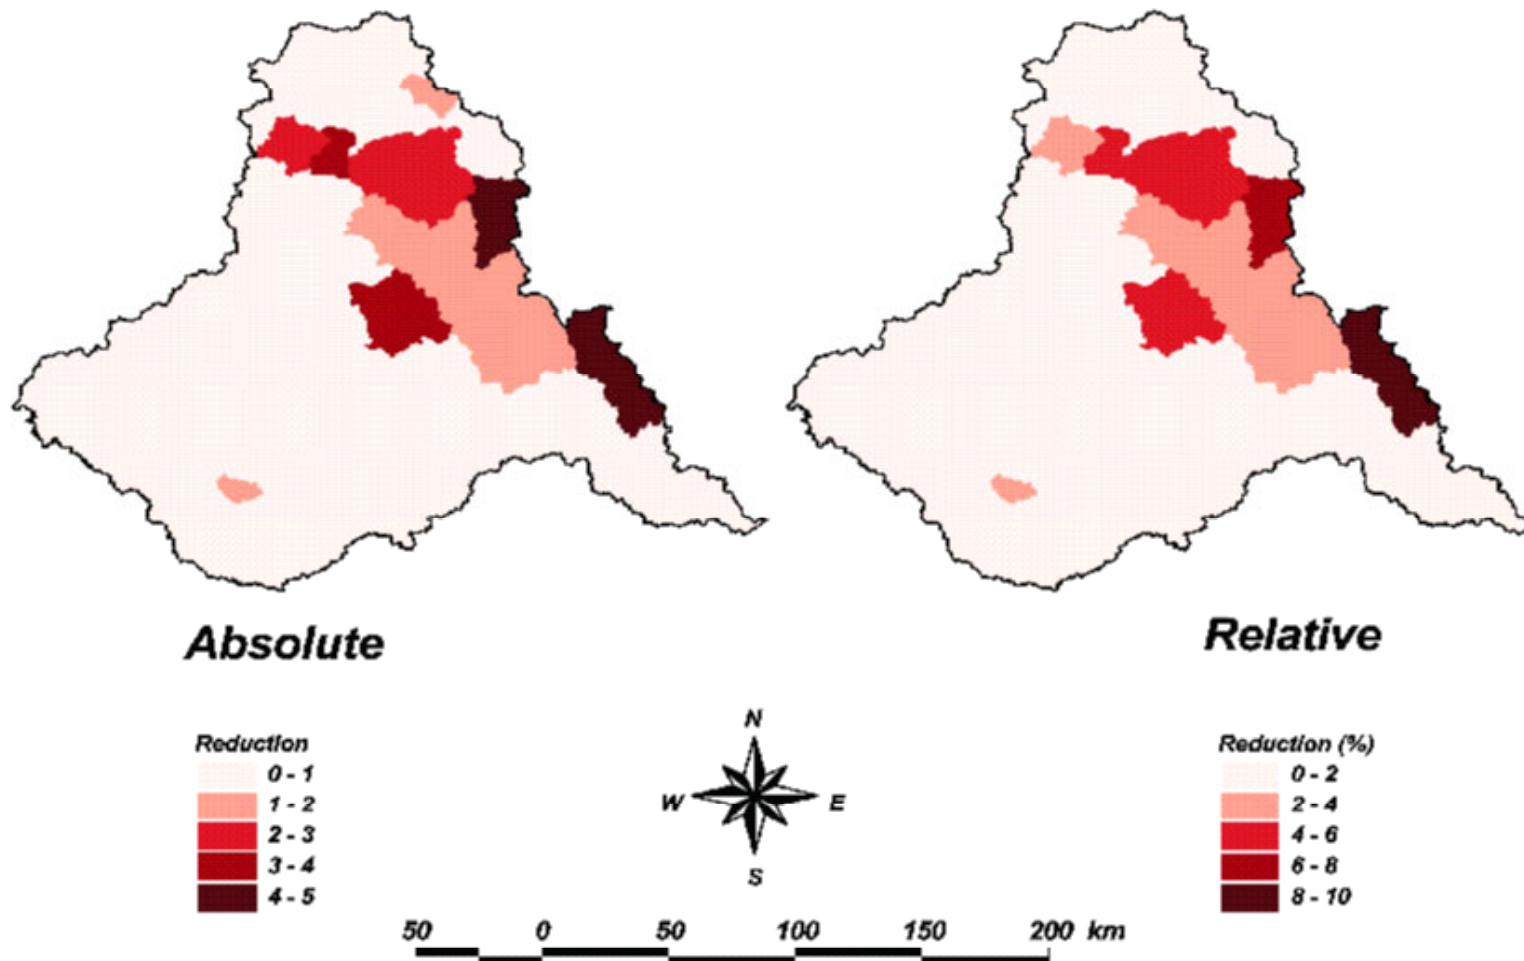 Absolute
Relative
Reduction
0 - 1
1 - 2
2 - 3
3 - 4
4 - 5
N
W
E
S
Reduction (%)
0 - 2
2 - 4
4 - 6
6 - 8
8 - 10
50 0 50 100 150 200 km